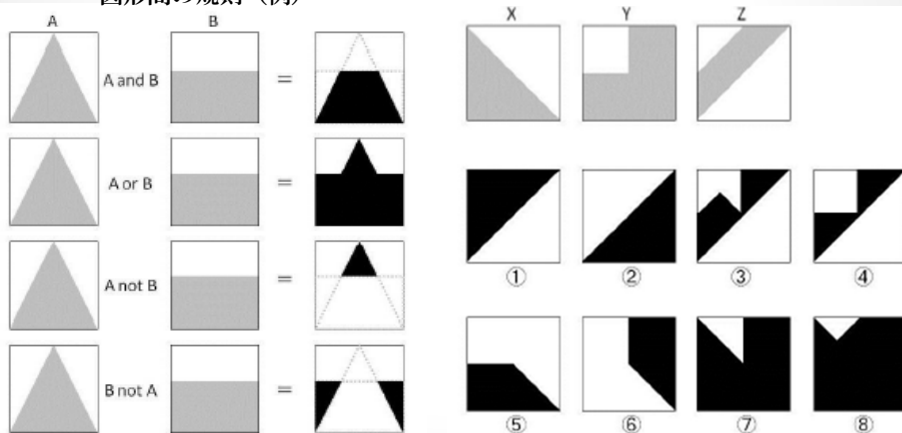 図形間の規則（例）
A B
A and B =
A or B =
A not B =
B not A =
X Y Z
① ② ③ ④
⑤ ⑥ ⑦ ⑧